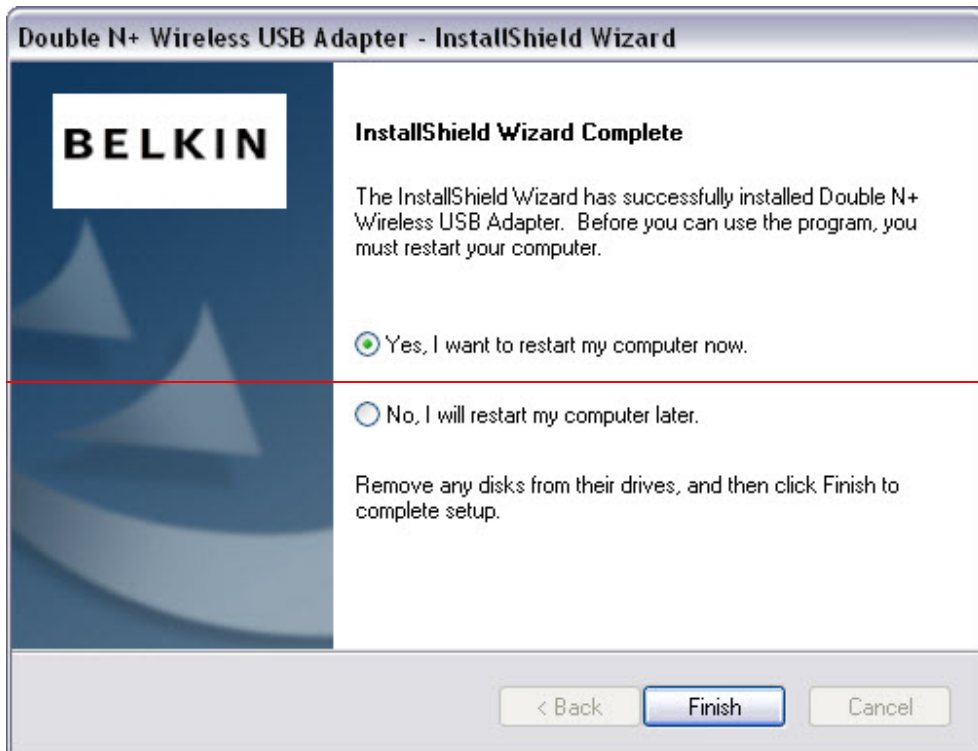 Double N+ Wireless USB Adapter - InstallShield Wizard
BELKIN
InstallShield Wizard Complete
The InstallShield Wizard has successfully installed Double N+
Wireless USB Adapter.  Before you can use the program, you
must restart your computer.
Yes, I want to restart my computer now.
No, I will restart my computer later.
Remove any disks from their drives, and then click Finish to
complete setup.
< Back
Finish
Cancel